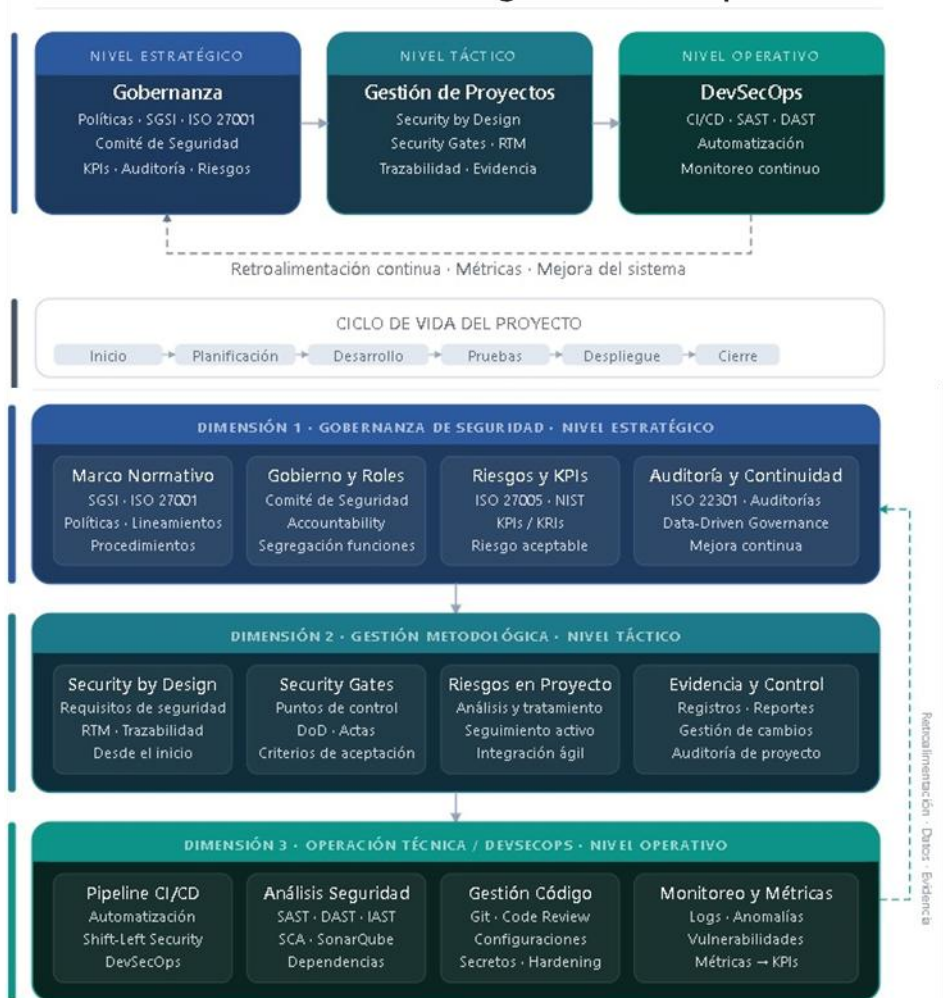 NIVEL ESTRATÉGICO
Gobernanza
Políticas · SGSI · ISO 27001
Comité de Seguridad
KPIs · Auditoría · Riesgos
NIVEL TÁCTICO
Gestión de Proyectos
Security by Design
Security Gates · RTM
Trazabilidad · Evidencia
NIVEL OPERATIVO
DevSecOps
CI/CD · SAST · DAST
Automatización
Monitoreo continuo
Retroalimentación continua · Métricas · Mejora del sistema
CICLO DE VIDA DEL PROYECTO
Inicio
Planificación
Desarrollo
Pruebas
Despliegue
Cierre
DIMENSIÓN 1 · GOBERNANZA DE SEGURIDAD · NIVEL ESTRATÉGICO
Marco Normativo
SGSI · ISO 27001
Políticas · Lineamientos
Procedimientos
Gobierno y Roles
Comité de Seguridad
Accountability
Segregación funciones
Riesgos y KPIs
ISO 27005 · NIST
KPIs / KRIs
Riesgo aceptable
Auditoría y Continuidad
ISO 22301 · Auditorías
Data-Driven Governance
Mejora continua
DIMENSIÓN 2 · GESTIÓN METODOLÓGICA · NIVEL TÁCTICO
Security by Design
Requisitos de seguridad
RTM · Trazabilidad
Desde el inicio
Security Gates
Puntos de control
DoD · Actas
Criterios de aceptación
Riesgos en Proyecto
Análisis y tratamiento
Seguimiento activo
Integración ágil
Evidencia y Control
Registros · Reportes
Gestión de cambios
Auditoría de proyecto
DIMENSIÓN 3 · OPERACIÓN TÉCNICA / DEVSECOPS · NIVEL OPERATIVO
Pipeline CI/CD
Automatización
Shift-Left Security
DevSecOps
Análisis Seguridad
SAST · DAST · IAST
SCA · SonarQube
Dependencias
Gestión Código
Git · Code Review
Configuraciones
Secretos · Hardening
Monitoreo y Métricas
Logs · Anomalías
Vulnerabilidades
Métricas → KPIs
Retroalimentación · Datos · Evidencia